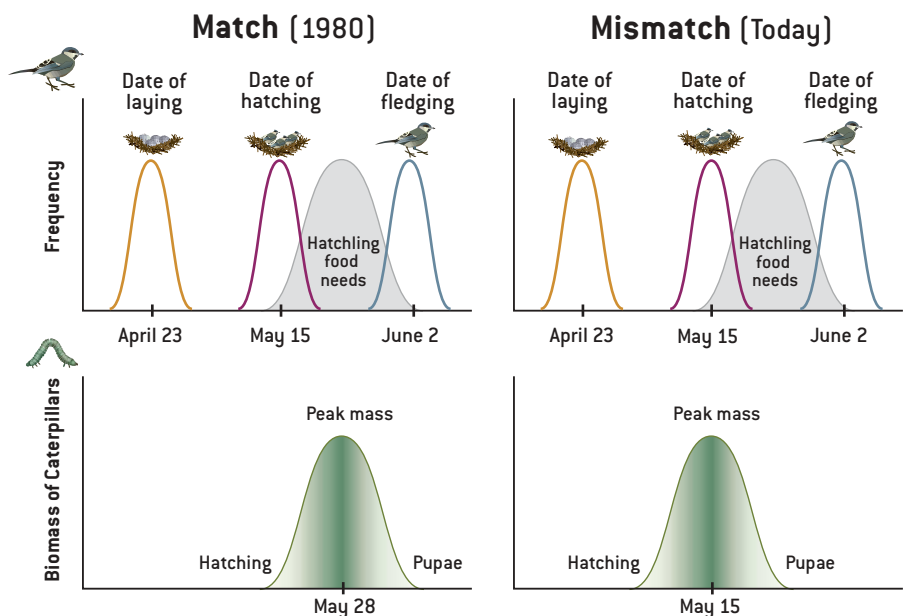 Match (1980)
Date of
laying
Date of
hatching
Date of
fledging
Frequency
Hatchling
food
needs
April 23
May 15
June 2
Mismatch (Today)
Date of
laying
Date of
hatching
Date of
fledging
Hatchling
food
needs
April 23
May 15
June 2
Biomass of Caterpillars
Peak mass
Hatching
Pupae
May 28
Peak mass
Hatching
Pupae
May 15